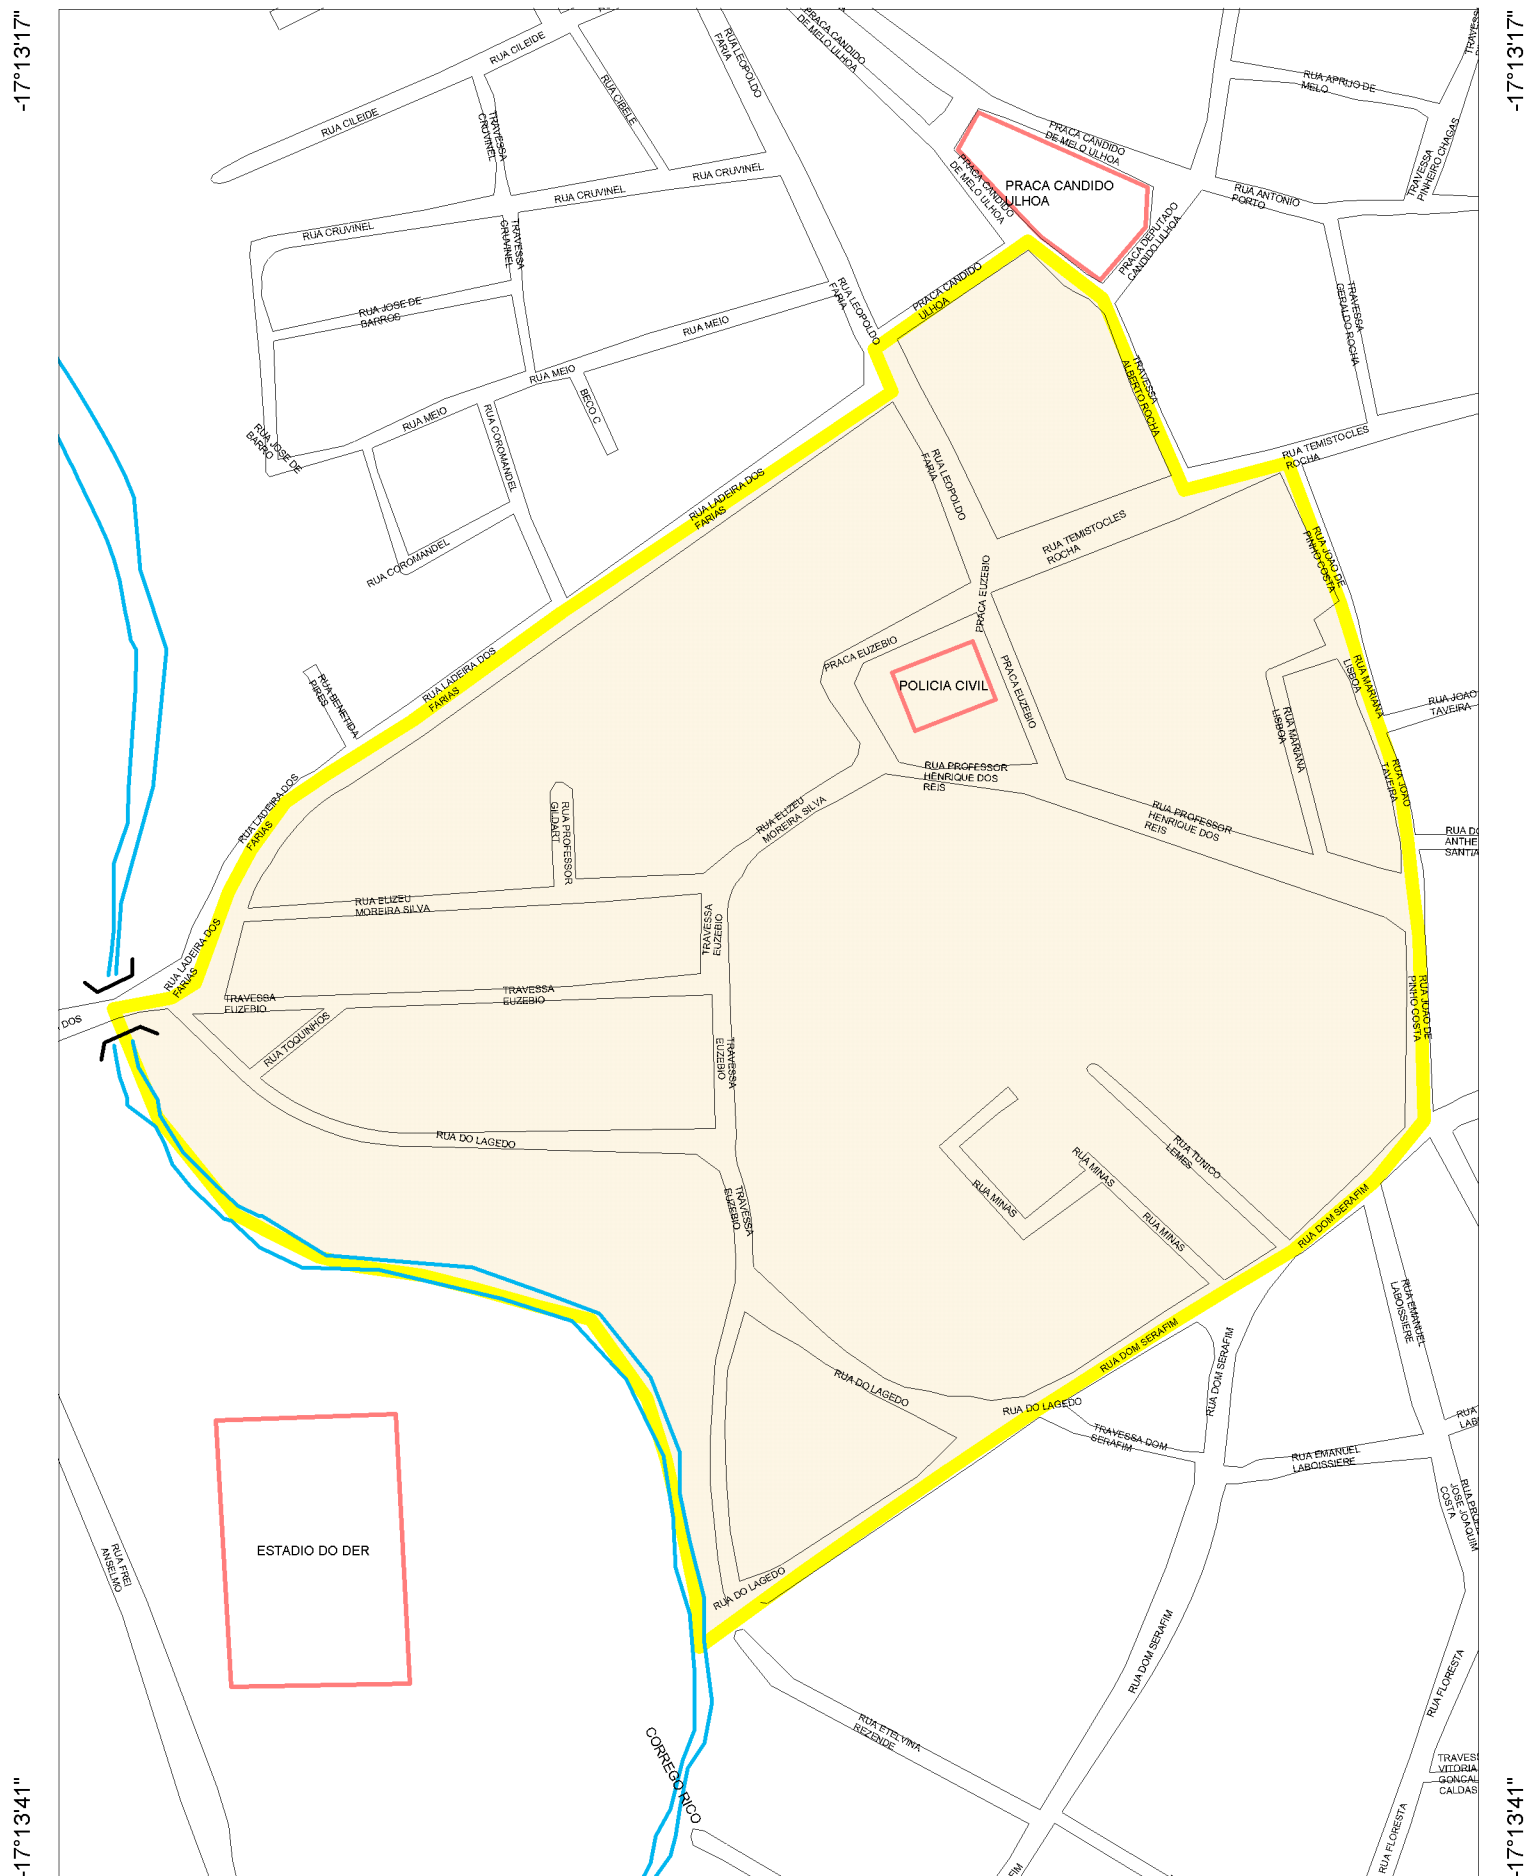 -17°13'17"
-17°13'17"
PRACA CANDIDO
DE MELO ULHOA
RUA LEOPOLDO
FARIA
RUA CILEIDE
RUA CILEIDE
RUA CIBELE
TRAVESSA
CRUVINEL
RUA APRIJO DE
MELO
TRAVESSA
PINHEIRO CHAGAS
PRACA CANDIDO
DE MELO ULHOA
PRACA CANDIDO
DE MELO ULHOA
PRACA CANDIDO
ULHOA
RUA CRUVINEL
RUA CRUVINEL
RUA CRUVINEL
TRAVESSA
CRUVINEL
RUA ANTONIO
PORTO
PRACA DEPUTADO
CANDIDO ULHOA
RUA JOSE DE
BARROS
RUA MEIO
RUA LEOPOLDO
FARIA
PRACA CANDIDO
ULHOA
TRAVESSA
GERALDO ROCHA
RUA MEIO
BECO C
RUA MEIO
RUA COROMANDEL
RUA JOSE DE
BARRO
TRAVESSA
ALBERTO ROCHA
RUA TEMISTOCLES
ROCHA
RUA LADEIRA DOS
FARIAS
RUA LEOPOLDO
FARIA
RUA COROMANDEL
RUA TEMISTOCLES
ROCHA
RUA JOAO DE
PINHO COSTA
PRACA EUZEBIO
PRACA EUZEBIO
POLICIA CIVIL
PRACA EUZEBIO
RUA LADEIRA DOS
FARIAS
RUA BENETIDA
PIRES
RUA MARIANA
LISBOA
RUA MARIANA
LISBOA
RUA JOAO
TAVEIRA
RUA JOAO
TAVEIRA
RUA PROFESSOR
HENRIQUE DOS
REIS
RUA PROFESSOR
HENRIQUE DOS
REIS
RUA ELIZEU
MOREIRA SILVA
RUA PROFESSOR
GILDART
RUA LADEIRA DOS
FARIAS
RUA ELIZEU
MOREIRA SILVA
TRAVESSA
EUZEBIO
RUA LADEIRA DOS
FARIAS
TRAVESSA
EUZEBIO
TRAVESSA
EUZEBIO
DOS
RUA TOQUINHOS
TRAVESSA
EUZEBIO
RUA JOAO DE
PINHO COSTA
RUA DO LAGEDO
RUA TUNICO
LEMES
RUA MINAS
RUA MINAS
RUA MINAS
TRAVESSA
EUZEBIO
RUA DOM SERAFIM
RUA EMANUEL
LABOISSIERE
RUA DOM SERAFIM
RUA DOM SERAFIM
RUA DO LAGEDO
RUA DO LAGEDO
TRAVESSA DOM
SERAFIM
RUA EMANUEL
LABOISSIERE
JOSE JOAQUIM
COSTA
ESTADIO DO DER
RUA FREI
ANSELMO
RUA DO LAGEDO
RUA DOM SERAFIM
RUA FLORESTA
RUA ETELVINA
REZENDE
CORREGO RICO
RUA FLORESTA
CALDAS
-17°13'41"
-17°13'41"